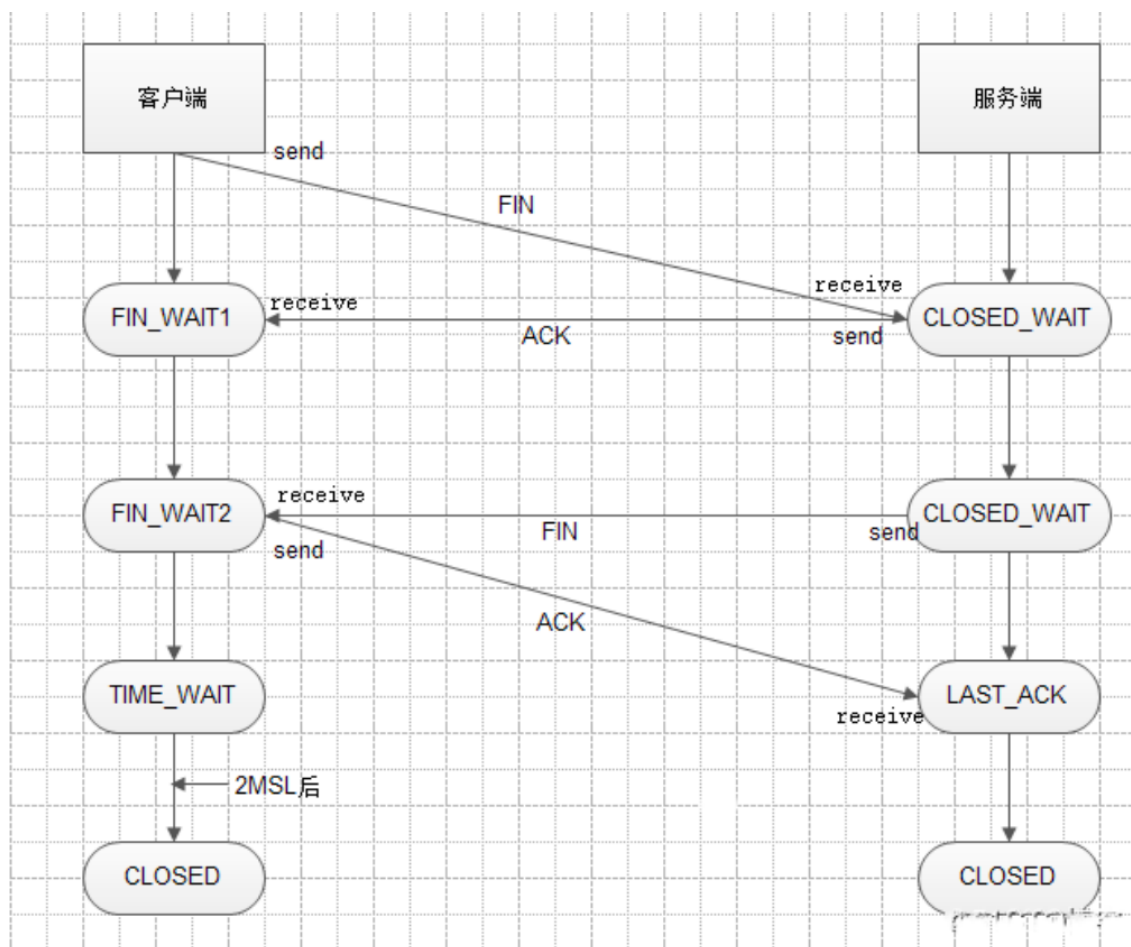 客户端
服务端
send
FIN
receive
receive
FIN_WAIT1
CLOSED_WAIT
ACK
send
receive
FIN_WAIT2
CLOSED_WAIT
FIN
send
send
ACK
TIME_WAIT
LAST_ACK
receive
2MSL后
CLOSED
CLOSED